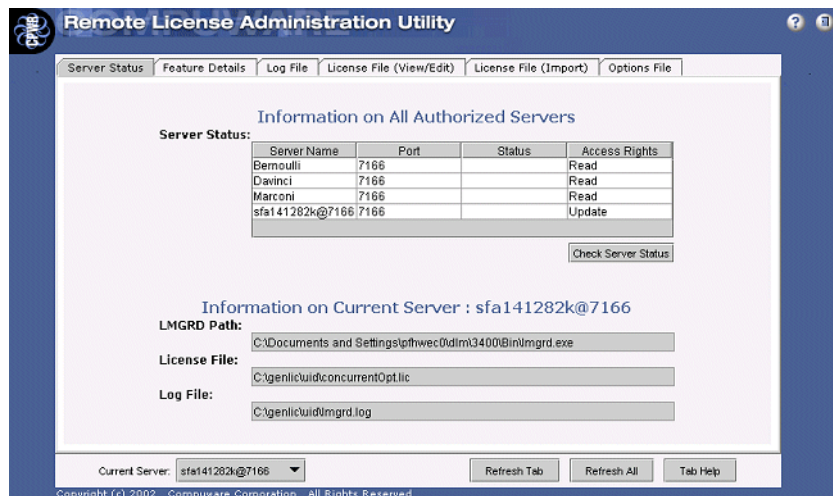 CPWR
COMPUWARE
Remote License Administration Utility
?
Server Status Feature Details Log File License File (View/Edit) License File (Import) Options File
Information on All Authorized Servers
Server Status:
Server Name Port Status Access Rights
Bernoulli 7166 Read
Davinci 7166 Read
Marconi 7166 Read
sfa141282k@7166 7166 Update
Check Server Status
Information on Current Server : sfa141282k@7166
LMGRD Path:
C:\Documents and Settings\pfhwec0\dlm\3400\Bin\lmgrd.exe
License File:
C:\genlic\uid\concurrentOpt.lic
Log File:
C:\genlic\uid\lmgrd.log
Current Server: sfa141282k@7166 Refresh Tab Refresh All Tab Help
Copyright (c) 2002 Compuware Corporation All Rights Reserved